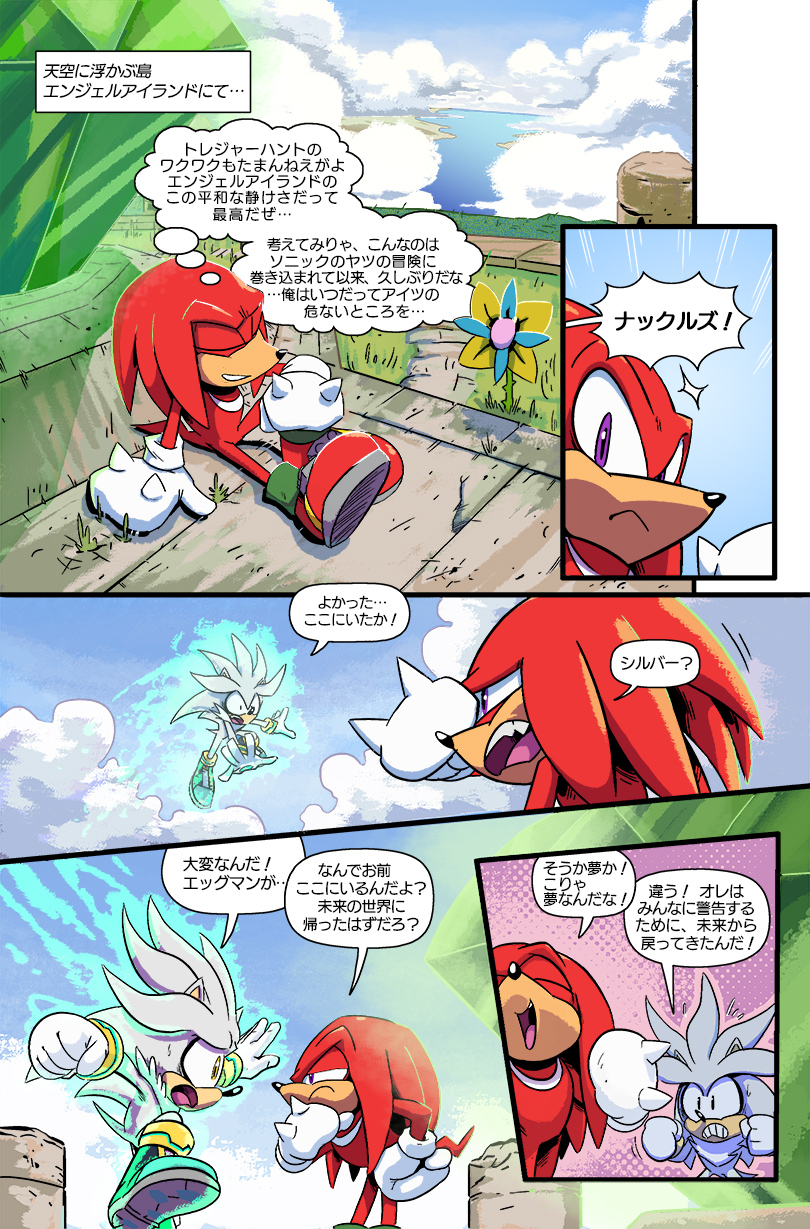 天空に浮かぶ島
エンジェルアイランドにて…
トレジャーハントの
ワクワクもたまんねえがよ
エンジェルアイランドの
この平和な静けさだって
最高だぜ…
考えてみりゃ、こんなのは
ソニックのヤツの冒険に
巻き込まれて以来、久しぶりだな
…俺はいつだってアイツの
危ないところを…
ナックルズ！
よかった…
ここにいたか！
シルバー？
大変なんだ！
エッグマンが…
なんでお前
ここにいるんだよ？
未来の世界に
帰ったはずだろ？
そうか夢か！
こりゃ
夢なんだな！
違う！ オレは
みんなに警告する
ために、未来から
戻ってきたんだ！